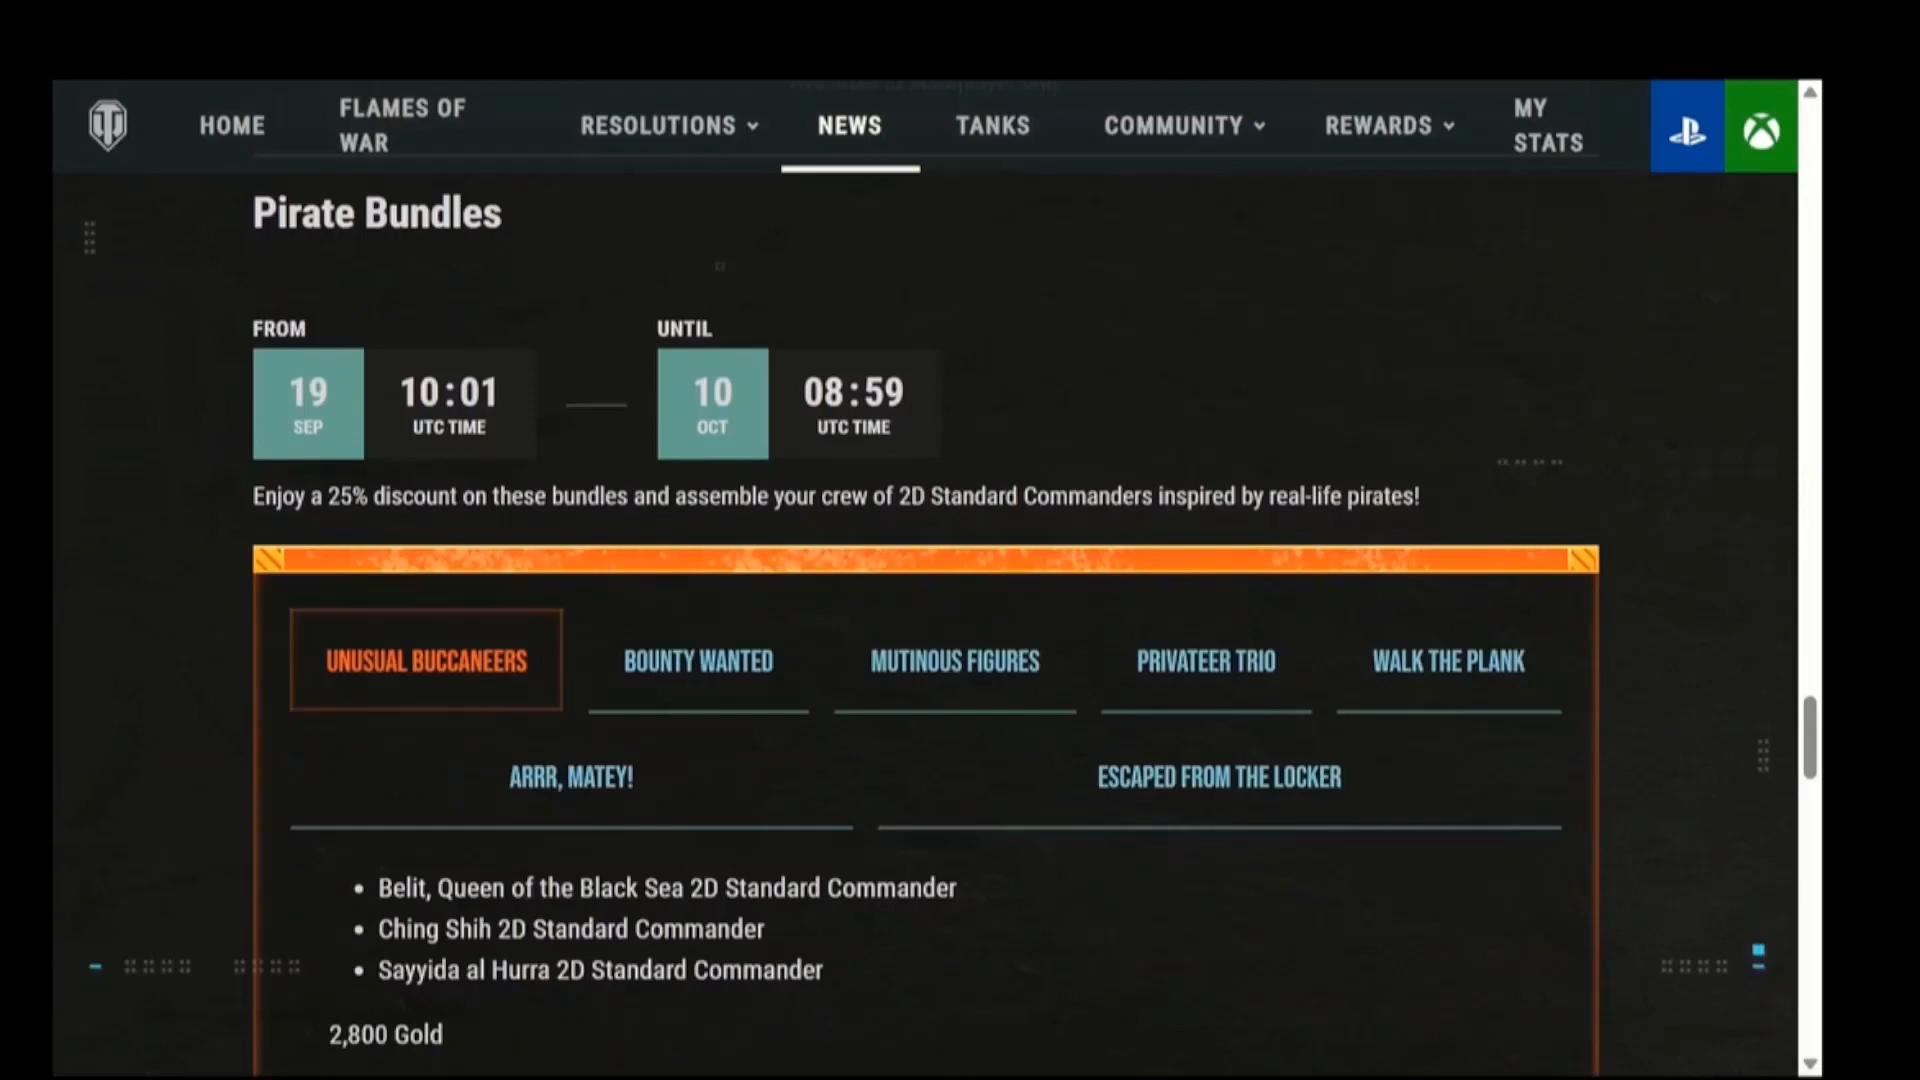 HOME
FLAMES OF
WAR
RESOLUTIONS
NEWS
TANKS
COMMUNITY
REWARDS
MY
STATS
Pirate Bundles
FROM
UNTIL
19
SEP
10:01
UTC TIME
10
OCT
08:59
UTC TIME
Enjoy a 25% discount on these bundles and assemble your crew of 2D Standard Commanders inspired by real-life pirates!
UNUSUAL BUCCANEERS
BOUNTY WANTED
MUTINOUS FIGURES
PRIVATEER TRIO
WALK THE PLANK
ARRR, MATEY!
ESCAPED FROM THE LOCKER
• Belit, Queen of the Black Sea 2D Standard Commander
• Ching Shih 2D Standard Commander
• Sayyida al Hurra 2D Standard Commander
2,800 Gold